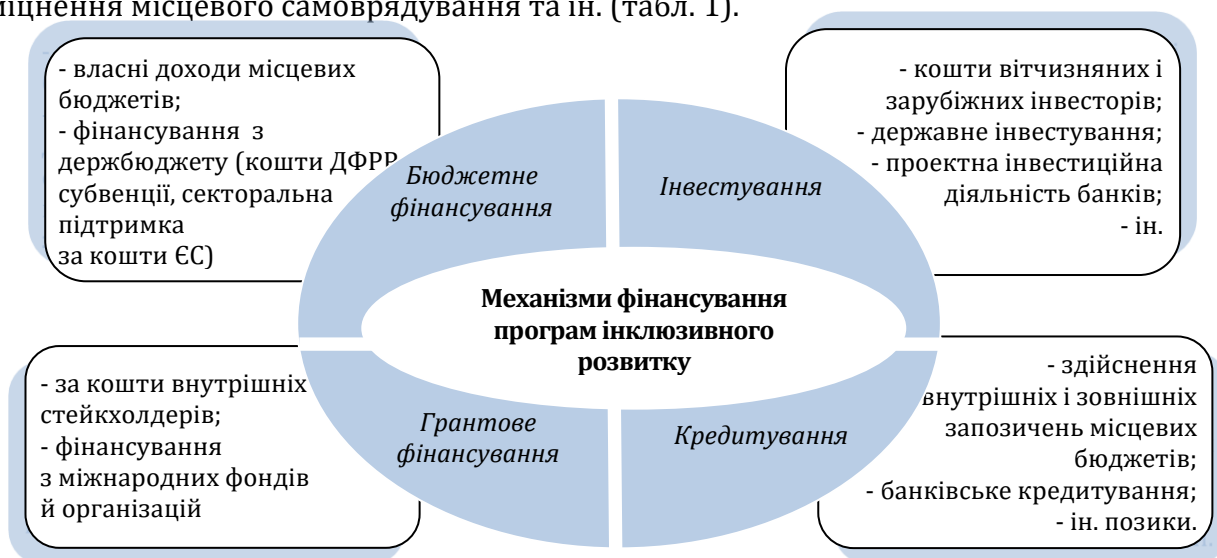 міцнення місцевого самоврядування та ін. (табл. 1).
- власні доходи місцевих
бюджетів;
- фінансування з
держбюджету (кошти ДФРР
субвенції, секторальна
підтримка
за кошти ЄС)
Бюджетне
фінансування
Інвестування
- кошти вітчизняних і
зарубіжних інвесторів;
- державне інвестування;
- проектна інвестиційна
діяльність банків;
- ін.
Механізми фінансування
програм інклюзивного
розвитку
- за кошти внутрішніх
стейкхолдерів;
- фінансування
з міжнародних фондів
й організацій
Грантове
фінансування
Кредитування
- здійснення
внутрішніх і зовнішніх
запозичень місцевих
бюджетів;
- банківське кредитування;
- ін. позики.